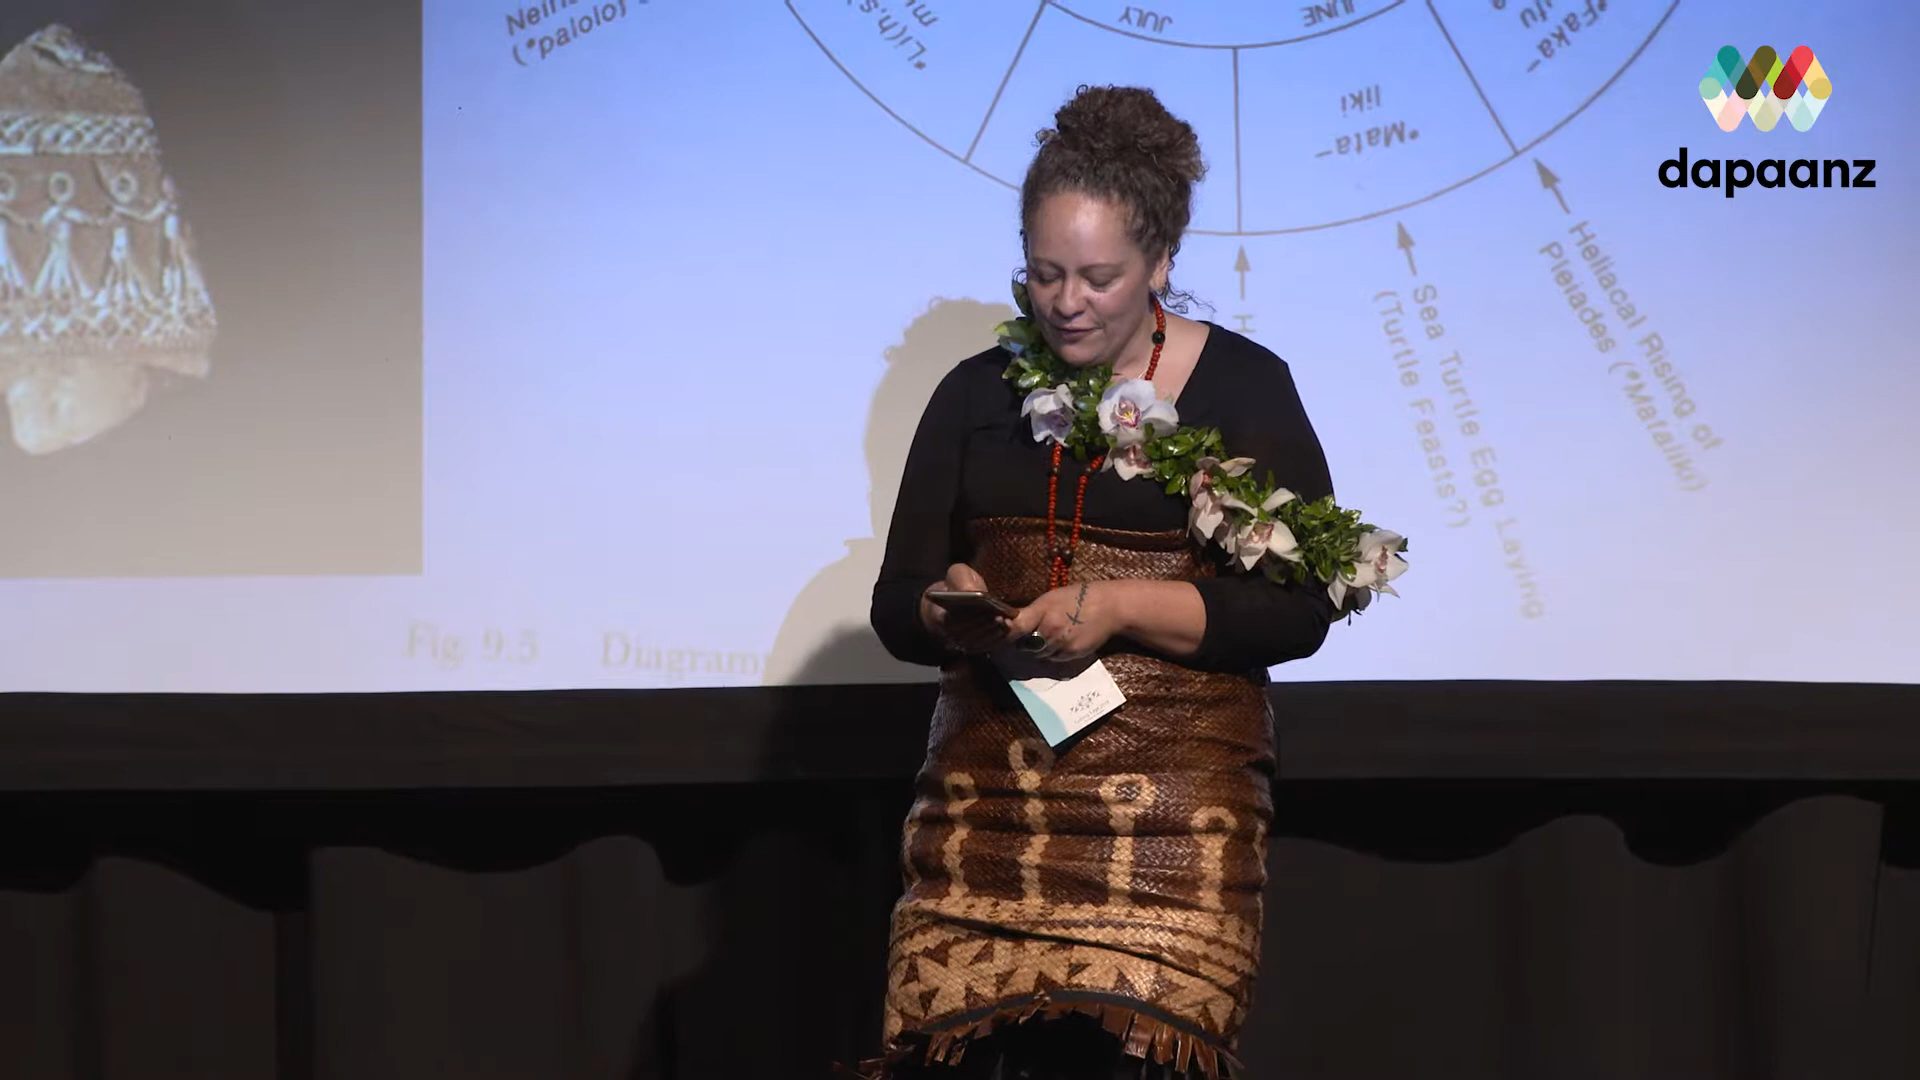 (*palolo)
JULY
JUNE
*Mata-
liki
*Faka-
Heliacal Rising of
Pleiades (*Mataliki)
Sea Turtle Egg Laying
(Turtle Feasts?)
H
Fig 9.5 Diagramm
dapaanz